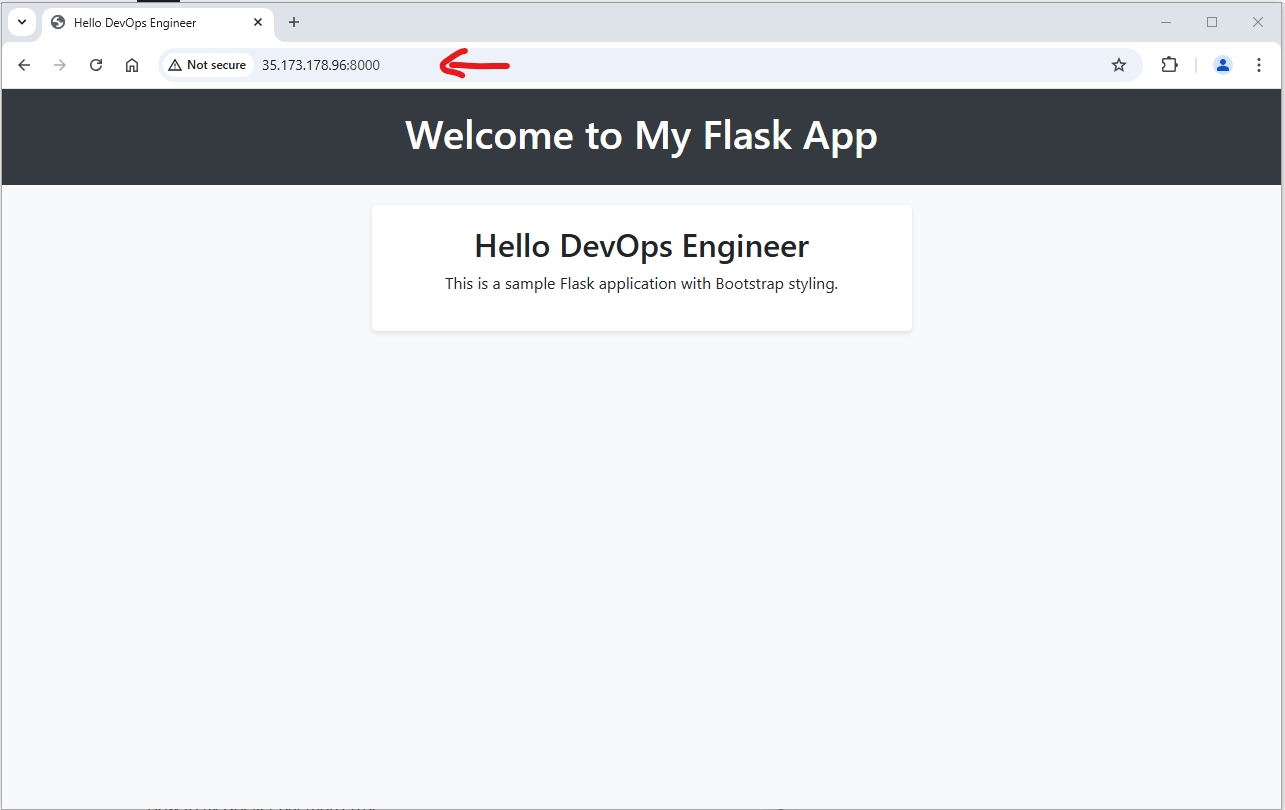 Hello DevOps Engineer
Not secure 35.173.178.96:8000
Welcome to My Flask App
Hello DevOps Engineer
This is a sample Flask application with Bootstrap styling.